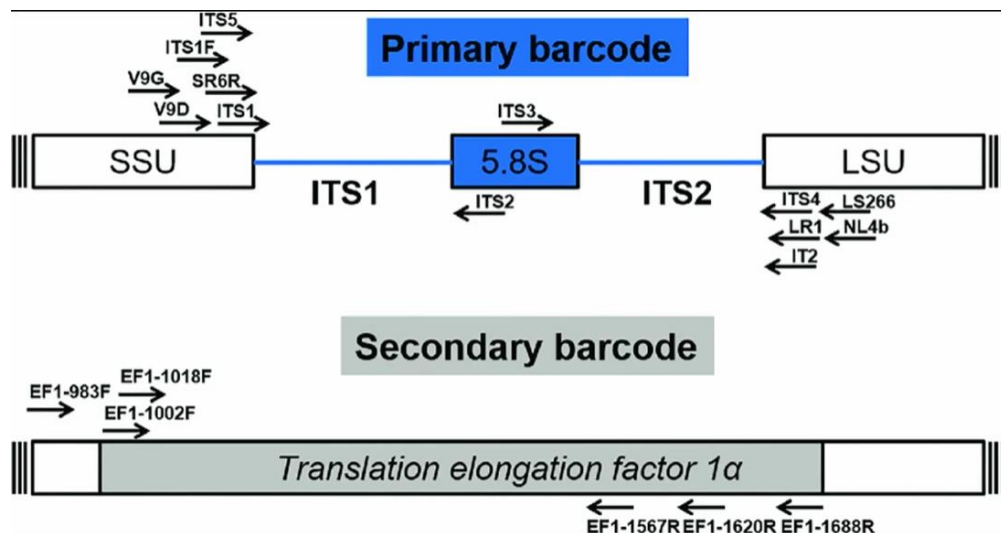 ITS5
Primary barcode
ITS1F
V9G
SR6R
V9D
ITS1
ITS3
SSU
5.8S
LSU
ITS1
ITS2
ITS2
ITS4
LS266
LR1
NL4b
IT2
Secondary barcode
EF1-1018F
EF1-983F
EF1-1002F
Translation elongation factor 1α
EF1-1567R
EF1-1620R
EF1-1688R